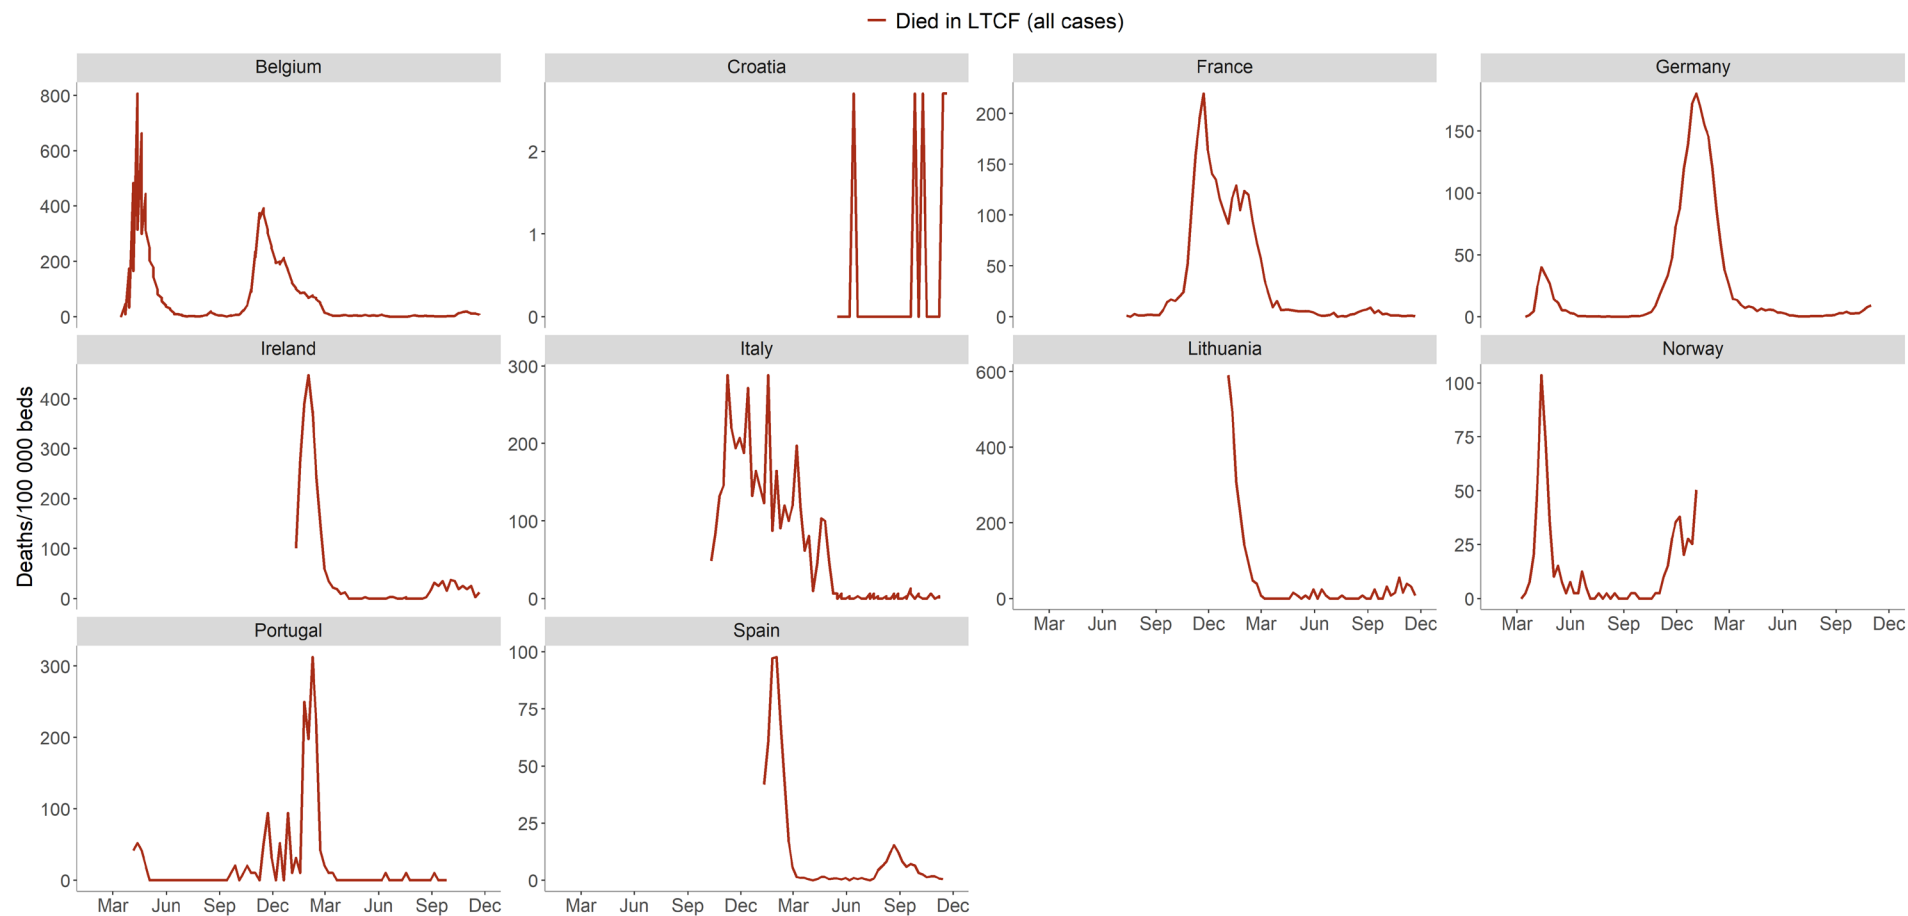 Died in LTCF (all cases)
Deaths/100 000 beds
Belgium
800
600
400
200
0
Croatia
2
1
0
France
200
150
100
50
0
Germany
150
100
50
0
Ireland
400
300
200
100
0
Italy
300
200
100
0
Lithuania
600
400
200
0
Mar Jun Sep Dec Mar Jun Sep Dec
Norway
100
75
50
25
0
Mar Jun Sep Dec Mar Jun Sep Dec
Portugal
300
200
100
0
Mar Jun Sep Dec Mar Jun Sep Dec
Spain
100
75
50
25
0
Mar Jun Sep Dec Mar Jun Sep Dec